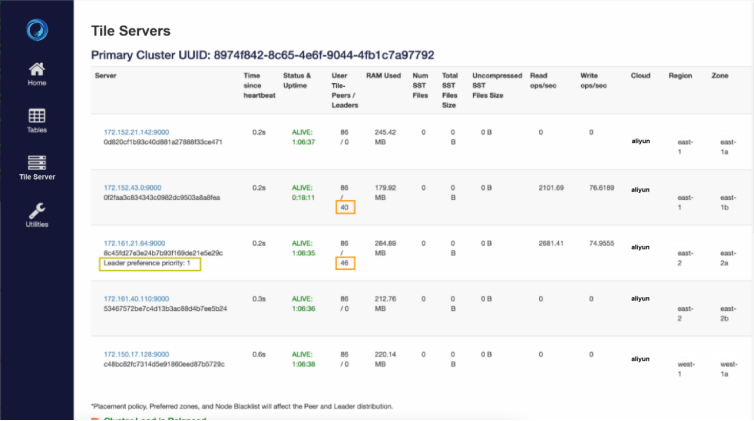 Tile Servers
Primary Cluster UUID: 8974f842-8c65-4e6f-9044-4fb1c7a97792
Home
Tables
Tile Server
Utilities
Server Time since heartbeat Status & Uptime User Tile-Peers / Leaders RAM Used Num SST Files Total SST Files Size Uncompressed SST Files Size Read ops/sec Write ops/sec Cloud Region Zone
172.152.21.142:9000 0.2s ALIVE: 86 245.42 0 0 0 B 0 0 aliyun east- east-
0d820cf1b93c40d881a27888f33ce471 1:06:37 / 0 MB B 1 1a
172.152.43.0:9000 0.2s ALIVE: 86 179.92 0 0 0 B 2101.69 76.6189 aliyun east- east-
0f2faa3c834343c0982dc9503a8a8fea 0:18:11 / MB B 1 1b
40
172.161.21.84:9000 0.2s ALIVE: 86 284.89 0 0 0 B 2681.41 74.9555 aliyun east- east-
8c45fd27e3e24b7b93f169de21e5e29c 1:06:35 / MB B 2 2a
Leader preference priority: 1 46
172.161.40.110:9000 0.3s ALIVE: 86 212.76 0 0 0 B 0 0 aliyun east- east-
53467572be7c4d13b3ac88d4b7ee5b24 1:06:36 / 0 MB B 2 2b
172.150.17.128:9000 0.6s ALIVE: 86 220.14 0 0 0 B 0 0 aliyun west- west-
c48bc82fc7314d5e91860eed87b5729c 1:06:38 / 0 MB B 1 1a
*Placement policy, Preferred zones, and Node Blacklist will affect the Peer and Leader distribution.